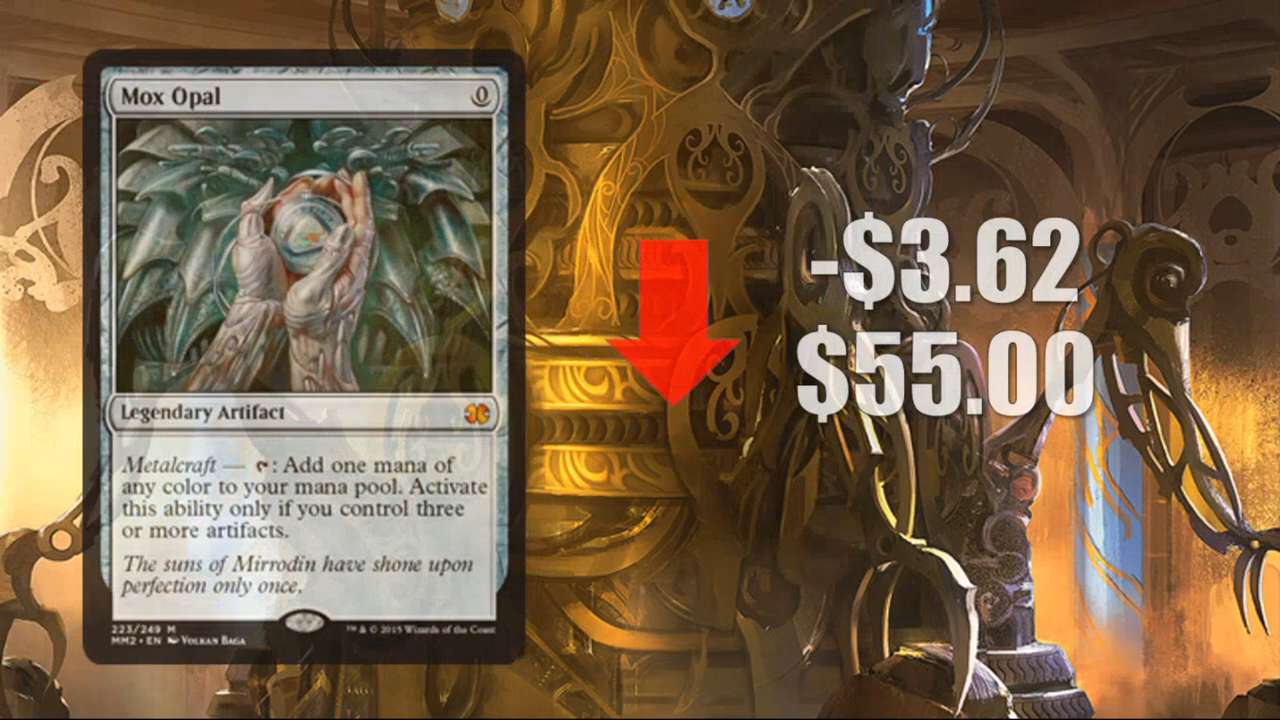 Mox Opal 0
Legendary Artifact
Metalcraft — : Add one mana of
any color to your mana pool. Activate
this ability only if you control three
or more artifacts.
The suns of Mirrodin have shone upon
perfection only once.
223/249 M
MM2 • EN Volkan Baga
™ & © 2015 Wizards of the Coast
-$3.62
$55.00